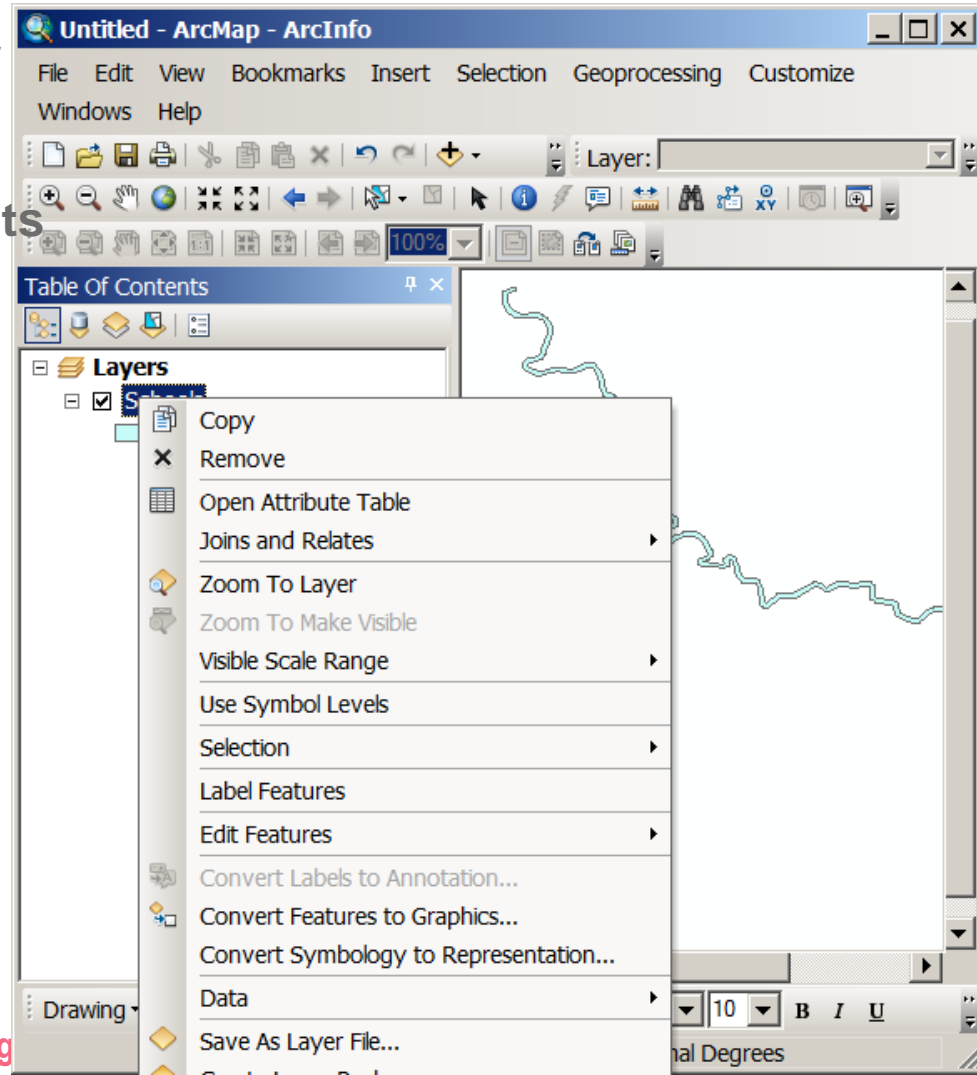 Untitled - ArcMap - ArcInfo
File Edit View Bookmarks Insert Selection Geoprocessing Customize
Windows Help
Layer:
ts
1:1
XY
100%
Table Of Contents
Layers
Copy
Remove
Open Attribute Table
Joins and Relates
Zoom To Layer
Zoom To Make Visible
Visible Scale Range
Use Symbol Levels
Selection
Label Features
Edit Features
Convert Labels to Annotation...
Convert Features to Graphics...
Convert Symbology to Representation...
Data
Drawing 10 B I U
Save As Layer File...
g nal Degrees